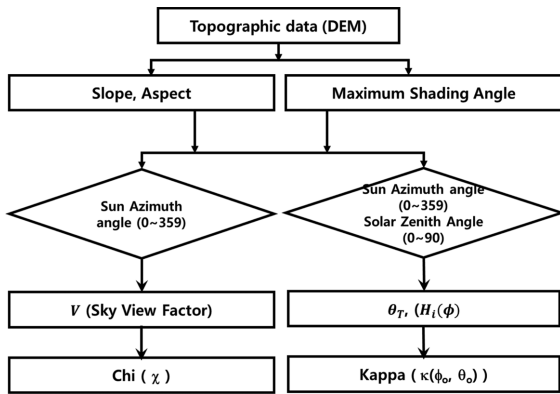 Topographic data (DEM)
Slope, Aspect
Maximum Shading Angle
Sun Azimuth
angle (0~359)
Sun Azimuth angle
(0~359)
Solar Zenith Angle
(0~90)
V (Sky View Factor)
θ_T, (H_i(ϕ)
Chi ( χ )
Kappa ( κ(ϕ_o, θ_o) )